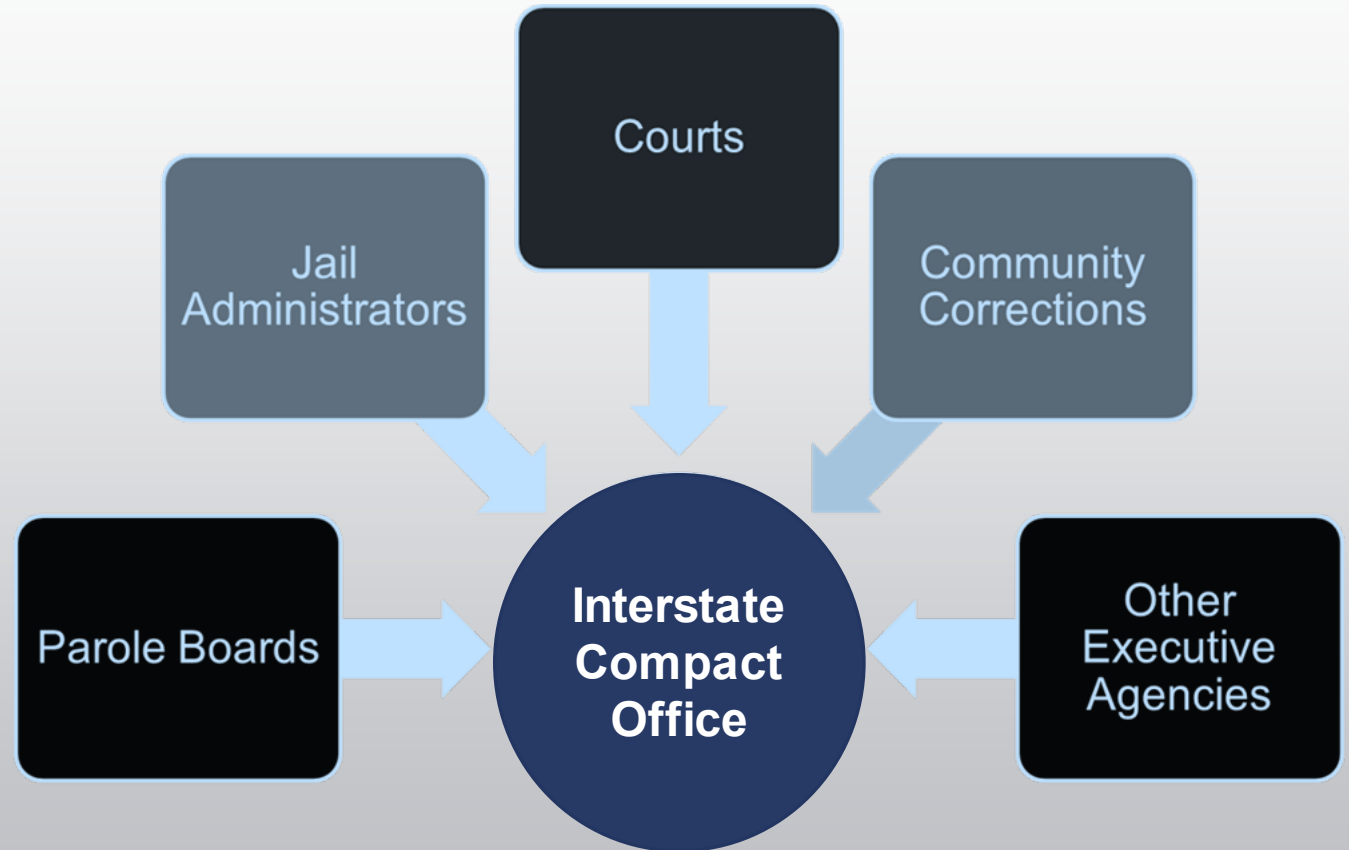 Courts
Jail
Administrators
Community
Corrections
Parole Boards
Interstate
Compact
Office
Other
Executive
Agencies